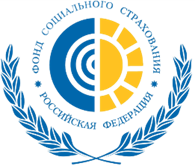 ФОНД СОЦИАЛЬНОГО СТРАХОВАНИЯ
РОССИЙСКАЯ ФЕДЕРАЦИЯ